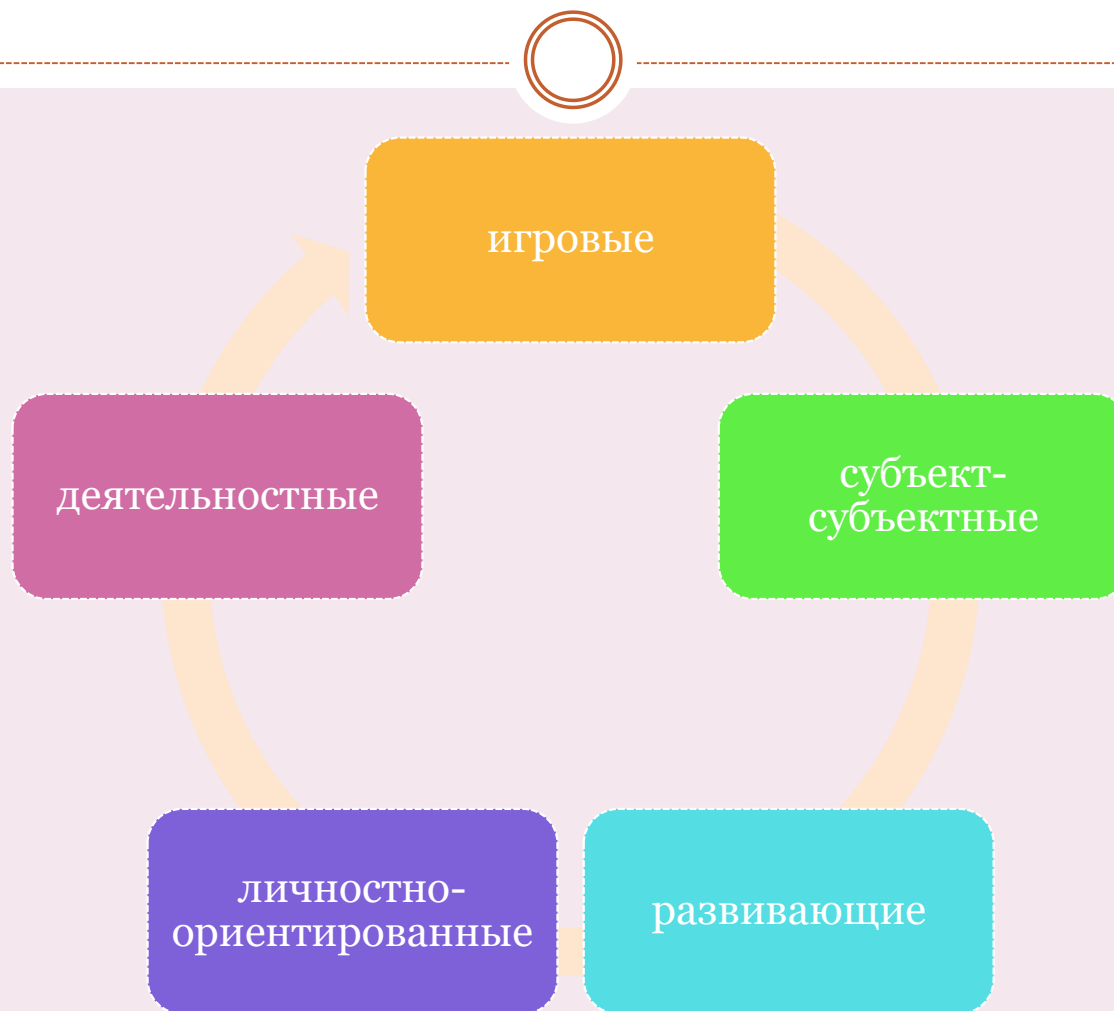 игровые
субъект-
субъектные
развивающие
личностно-
ориентированные
деятельностные